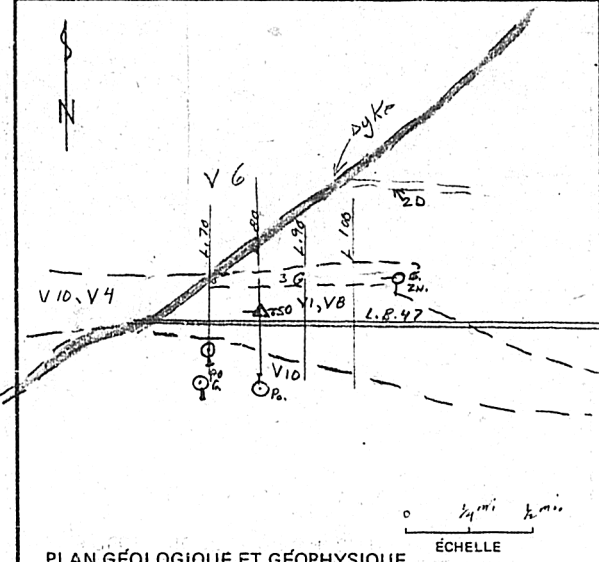 N
Dyke
V 6
2D
L.70
80
L.90
L 100
3G
G.
ZN.
V10, V4
V1, V8
L.B.47
Po
G.
V10
Po.
0 1/4 mi 1/2 mi.
ÉCHELLE
PLAN GÉOLOGIQUE ET GÉOPHYSIQUE